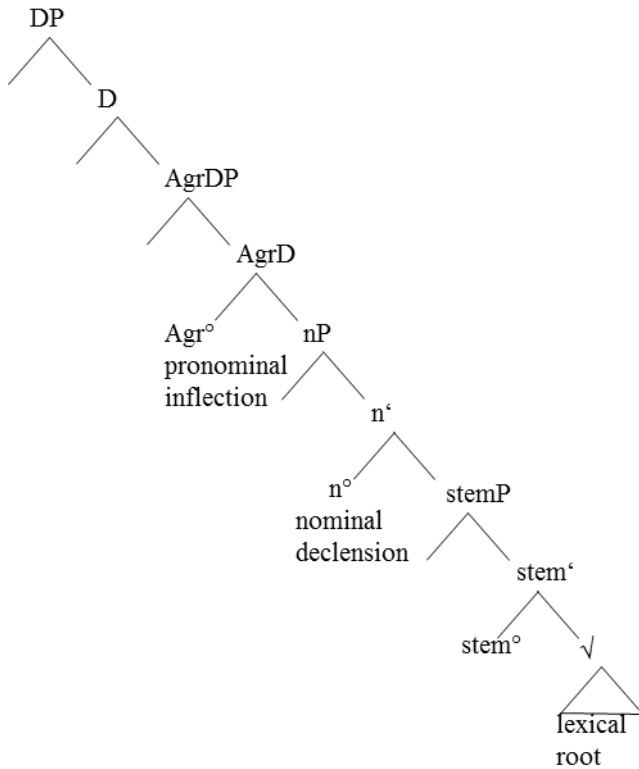 DP
D
AgrDP
AgrD
Agr° nP
pronominal
inflection
n‘
n° stemP
nominal
declension
stem‘
stem° √
lexical
root